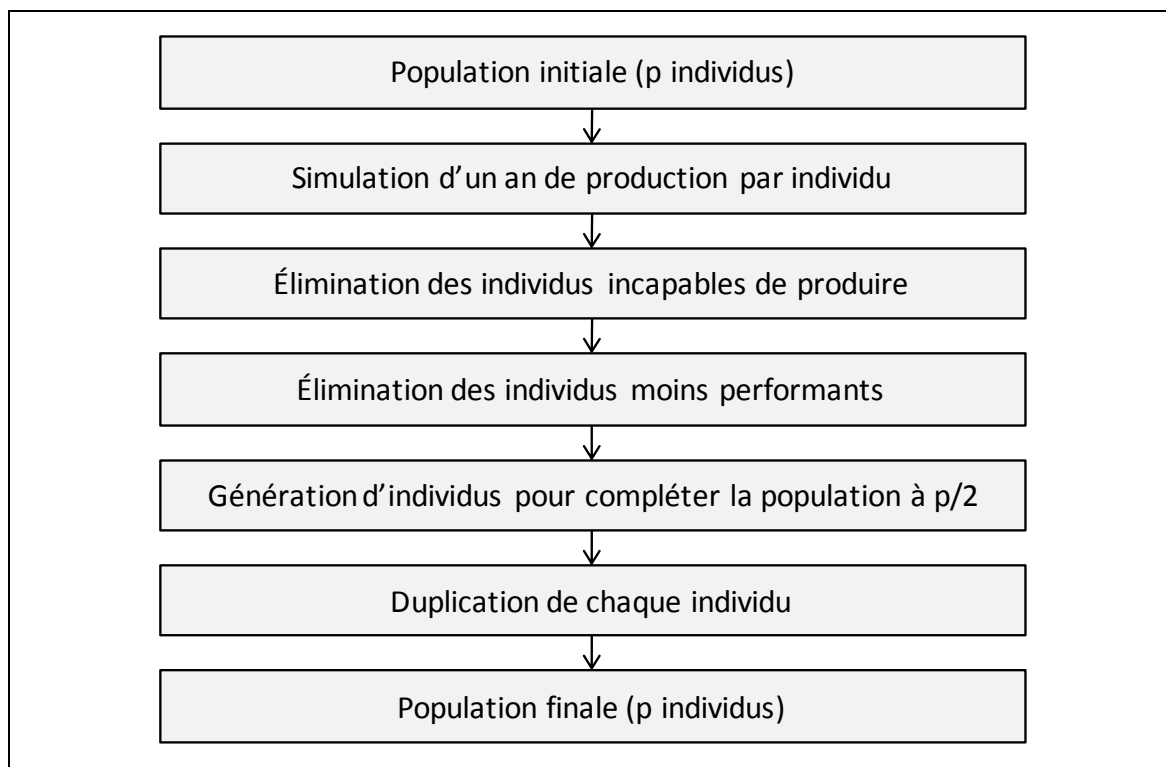 Population initiale (p individus)
Simulation d'un an de production par individu
Élimination des individus incapables de produire
Élimination des individus moins performants
Génération d'individus pour compléter la population à p/2
Duplication de chaque individu
Population finale (p individus)